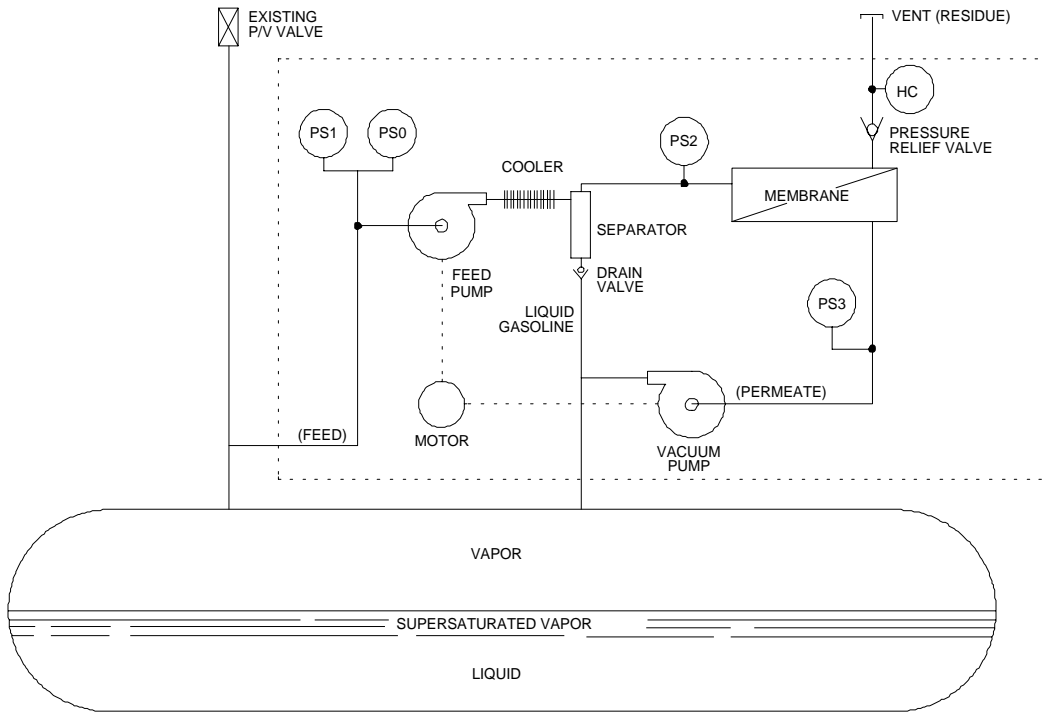 EXISTING
P/V VALVE
VENT (RESIDUE)
HC
PS1
PS0
PS2
PRESSURE
RELIEF VALVE
COOLER
MEMBRANE
SEPARATOR
FEED
PUMP
DRAIN
VALVE
LIQUID
GASOLINE
PS3
(PERMEATE)
(FEED)
MOTOR
VACUUM
PUMP
VAPOR
SUPERSATURATED VAPOR
LIQUID